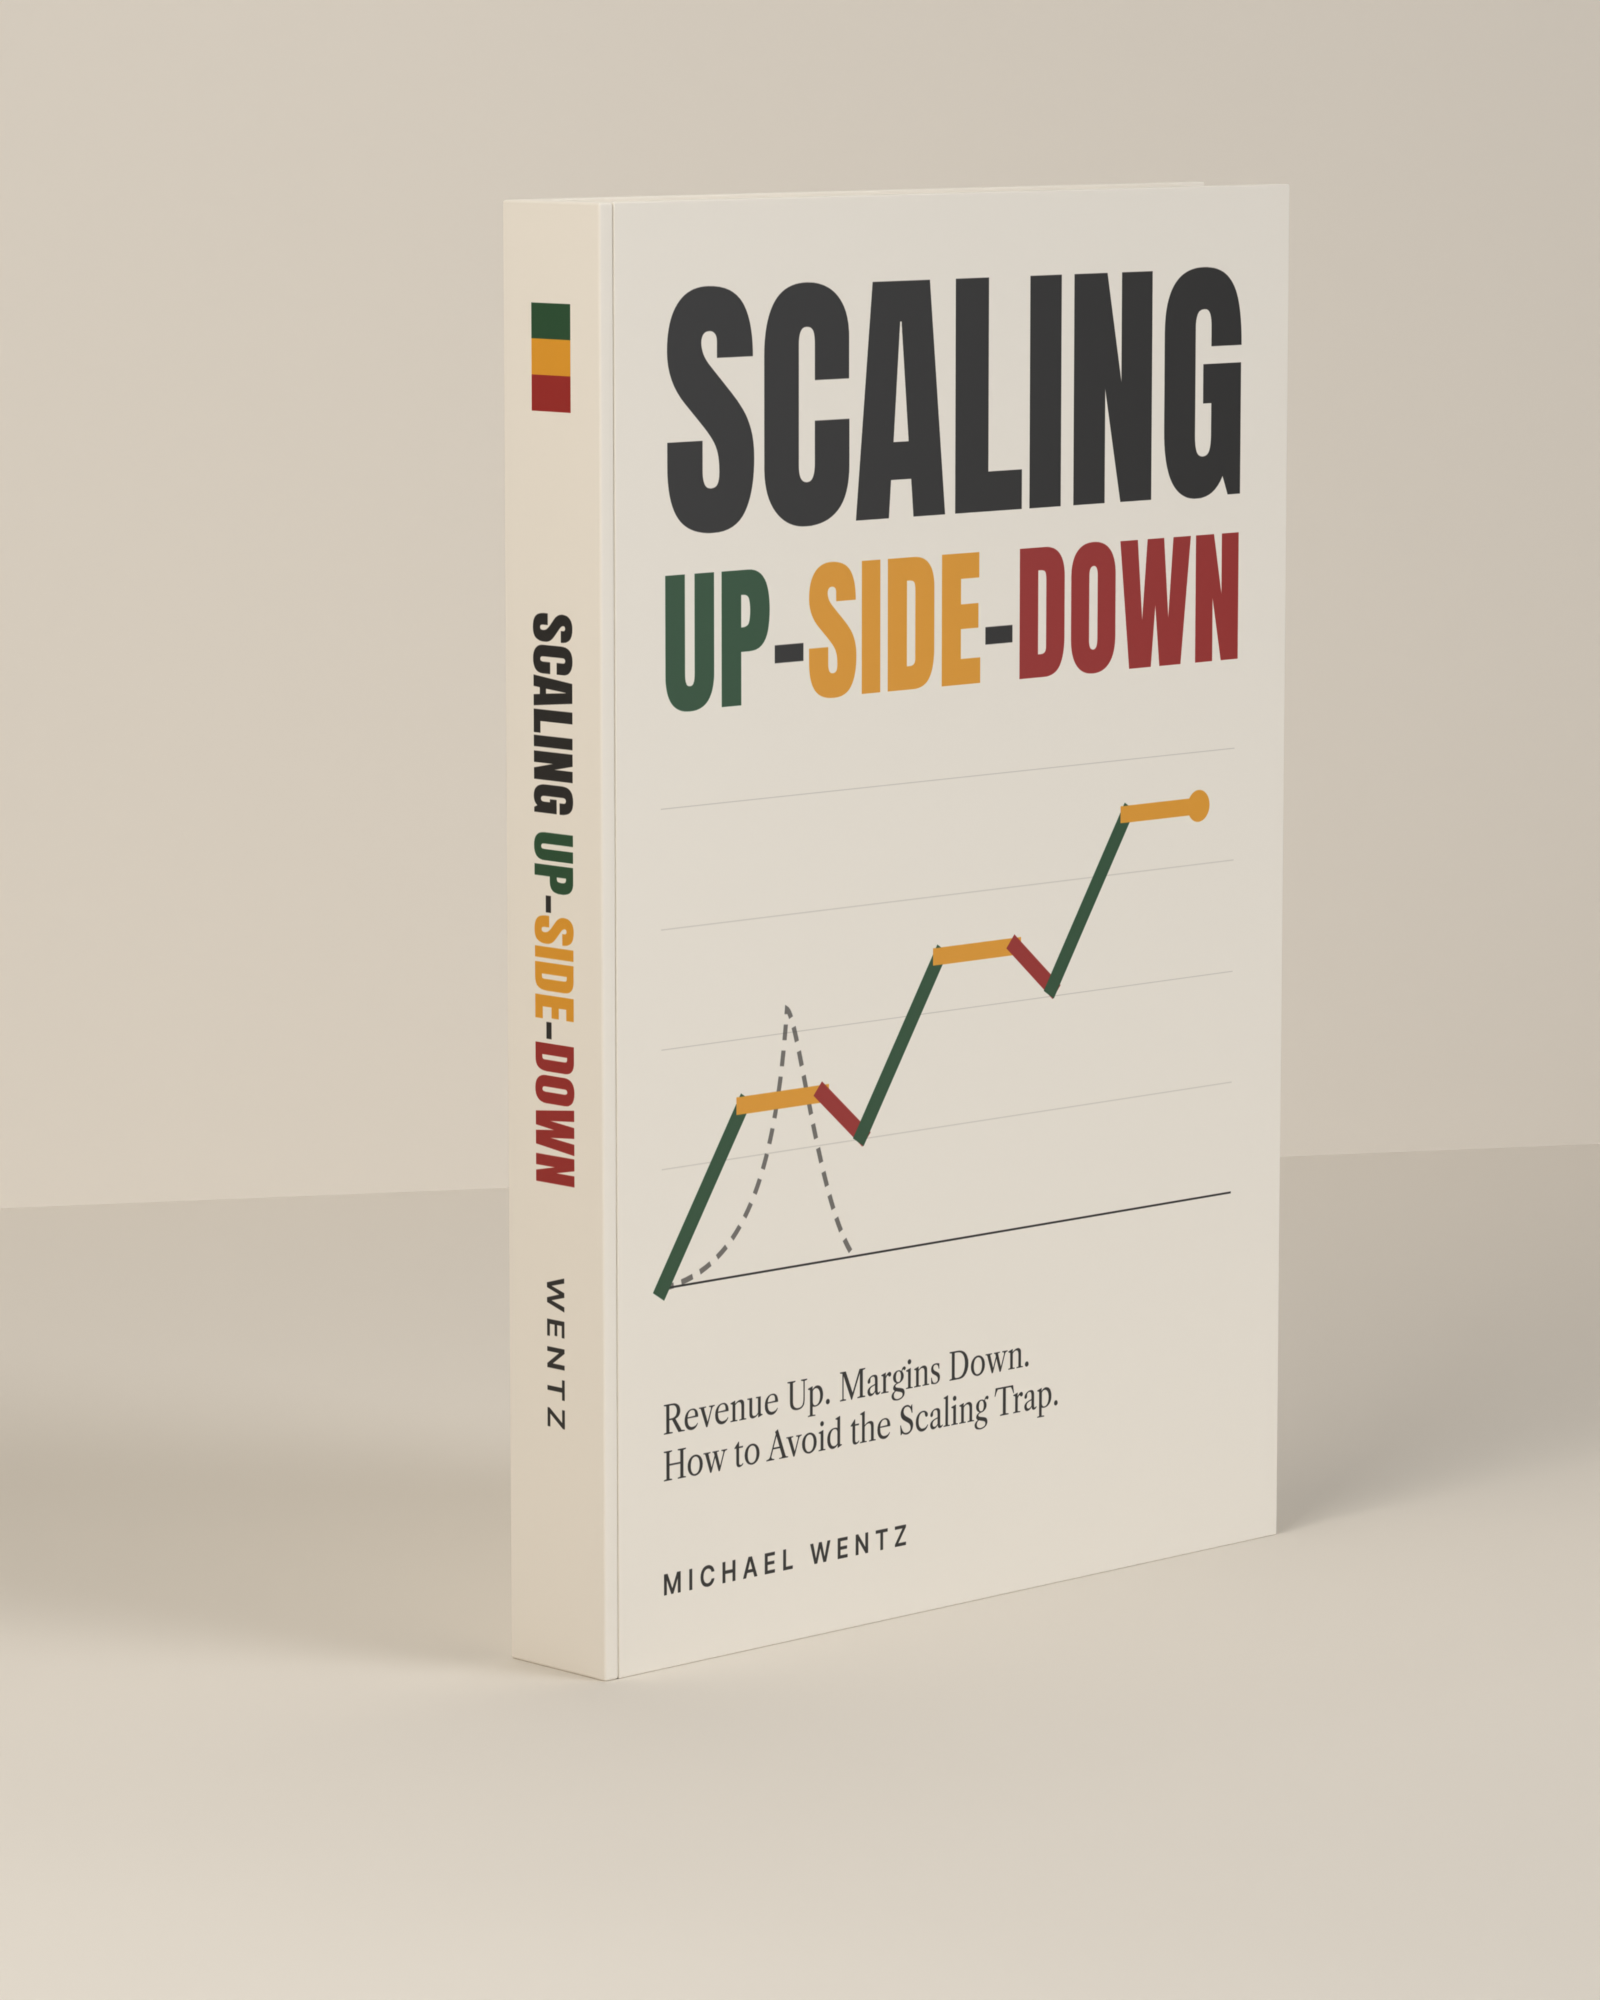 SCALING
UP-SIDE-DOWN
Revenue Up. Margins Down.
How to Avoid the Scaling Trap.
MICHAEL WENTZ
SCALING UP-SIDE-DOWN
WENTZ